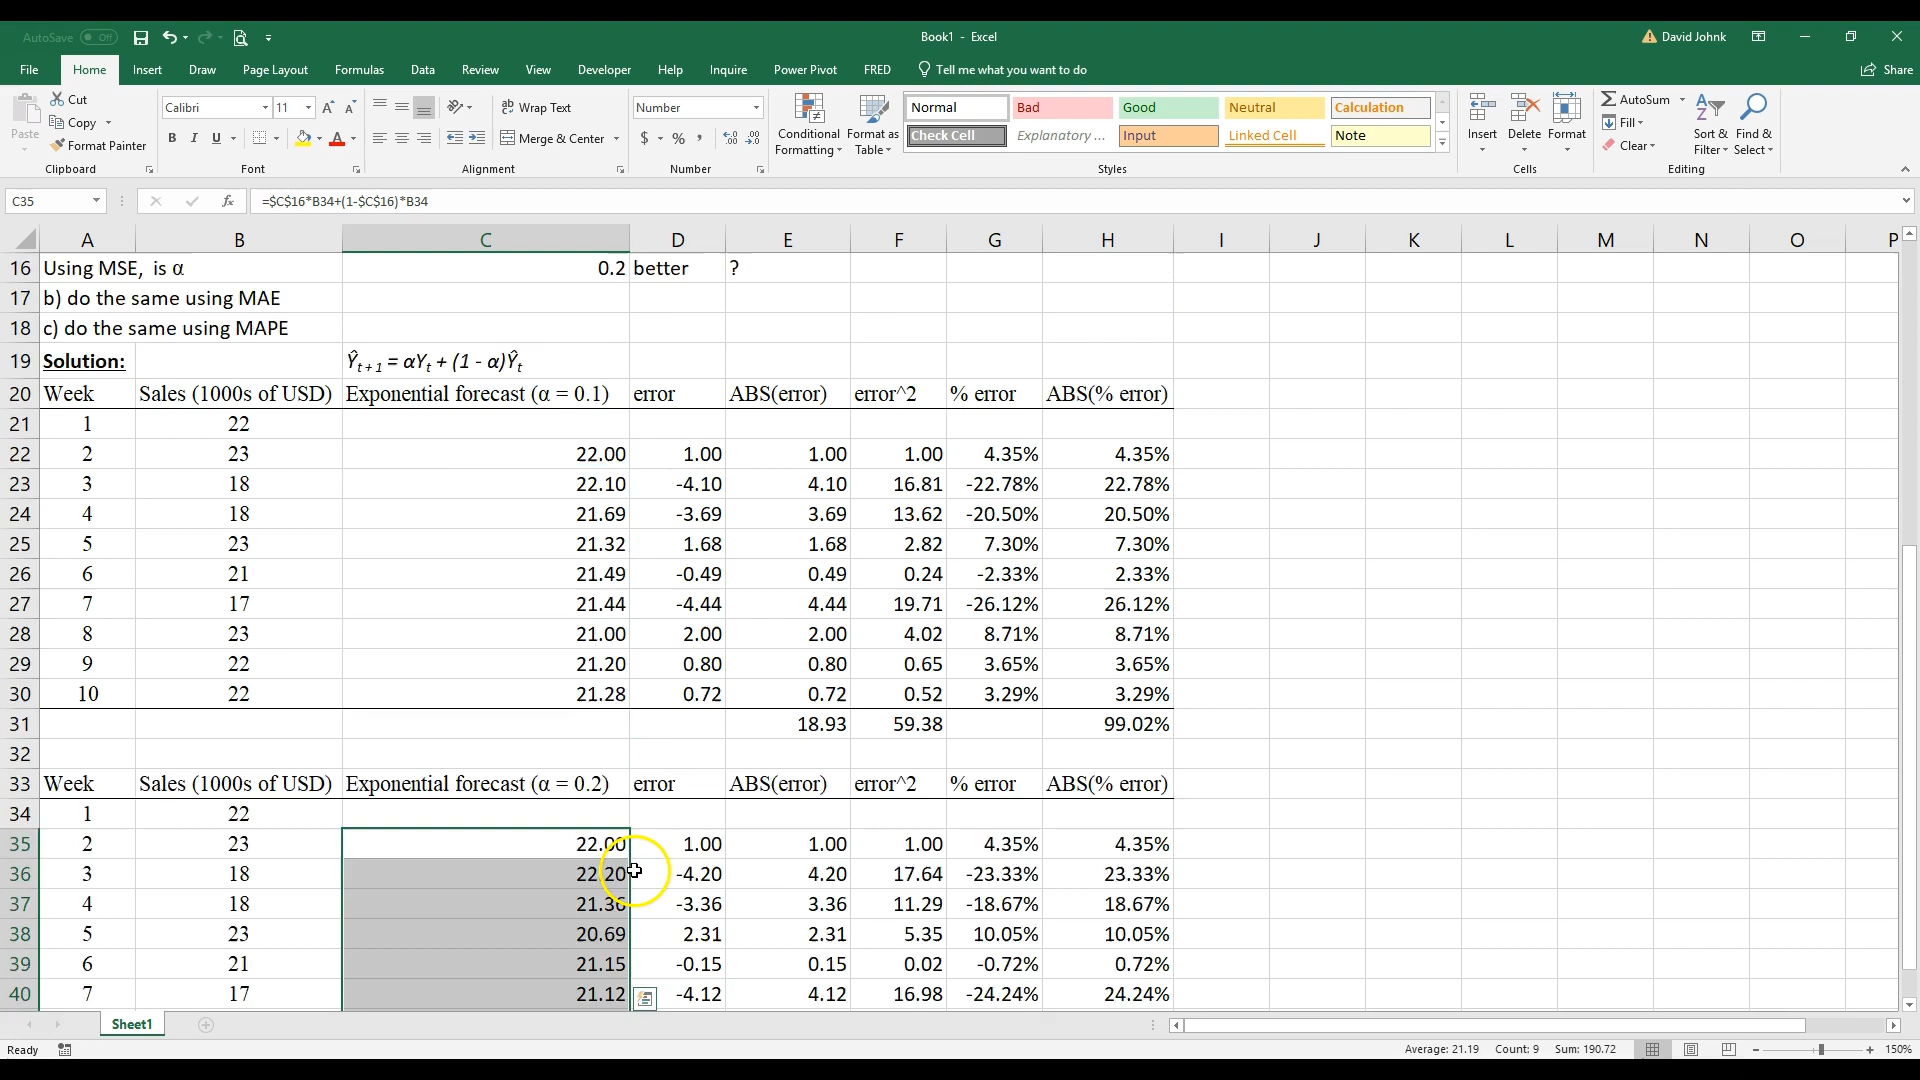 AutoSave Off Book1 - Excel David Johnk
File Home Insert Draw Page Layout Formulas Data Review View Developer Help Inquire Power Pivot FRED Tell me what you want to do Share
Paste Cut Calibri 11 Wrap Text Number Conditional Formatting Format as Table Normal Bad Good Neutral Calculation Insert Delete Format AutoSum Sort & Filter Find & Select
Copy Fill
Format Painter B I U Merge & Center $ % , Check Cell Explanatory ... Input Linked Cell Note Clear
Clipboard Font Alignment Number Styles Cells Editing
C35 fx =$C$16*B34+(1-$C$16)*B34
A B C D E F G H I J K L M N O P
16 Using MSE, is α 0.2 better ?
17 b) do the same using MAE
18 c) do the same using MAPE
19 Solution: Ŷt + 1 = αYt + (1 - α)Ŷt
20 Week Sales (1000s of USD) Exponential forecast (α = 0.1) error ABS(error) error^2 % error ABS(% error)
21 1 22
22 2 23 22.00 1.00 1.00 1.00 4.35% 4.35%
23 3 18 22.10 -4.10 4.10 16.81 -22.78% 22.78%
24 4 18 21.69 -3.69 3.69 13.62 -20.50% 20.50%
25 5 23 21.32 1.68 1.68 2.82 7.30% 7.30%
26 6 21 21.49 -0.49 0.49 0.24 -2.33% 2.33%
27 7 17 21.44 -4.44 4.44 19.71 -26.12% 26.12%
28 8 23 21.00 2.00 2.00 4.02 8.71% 8.71%
29 9 22 21.20 0.80 0.80 0.65 3.65% 3.65%
30 10 22 21.28 0.72 0.72 0.52 3.29% 3.29%
31 18.93 59.38 99.02%
32
33 Week Sales (1000s of USD) Exponential forecast (α = 0.2) error ABS(error) error^2 % error ABS(% error)
34 1 22
35 2 23 22.00 1.00 1.00 1.00 4.35% 4.35%
36 3 18 22.20 -4.20 4.20 17.64 -23.33% 23.33%
37 4 18 21.36 -3.36 3.36 11.29 -18.67% 18.67%
38 5 23 20.69 2.31 2.31 5.35 10.05% 10.05%
39 6 21 21.15 -0.15 0.15 0.02 -0.72% 0.72%
40 7 17 21.12 -4.12 4.12 16.98 -24.24% 24.24%
Sheet1
Ready Average: 21.19 Count: 9 Sum: 190.72 150%